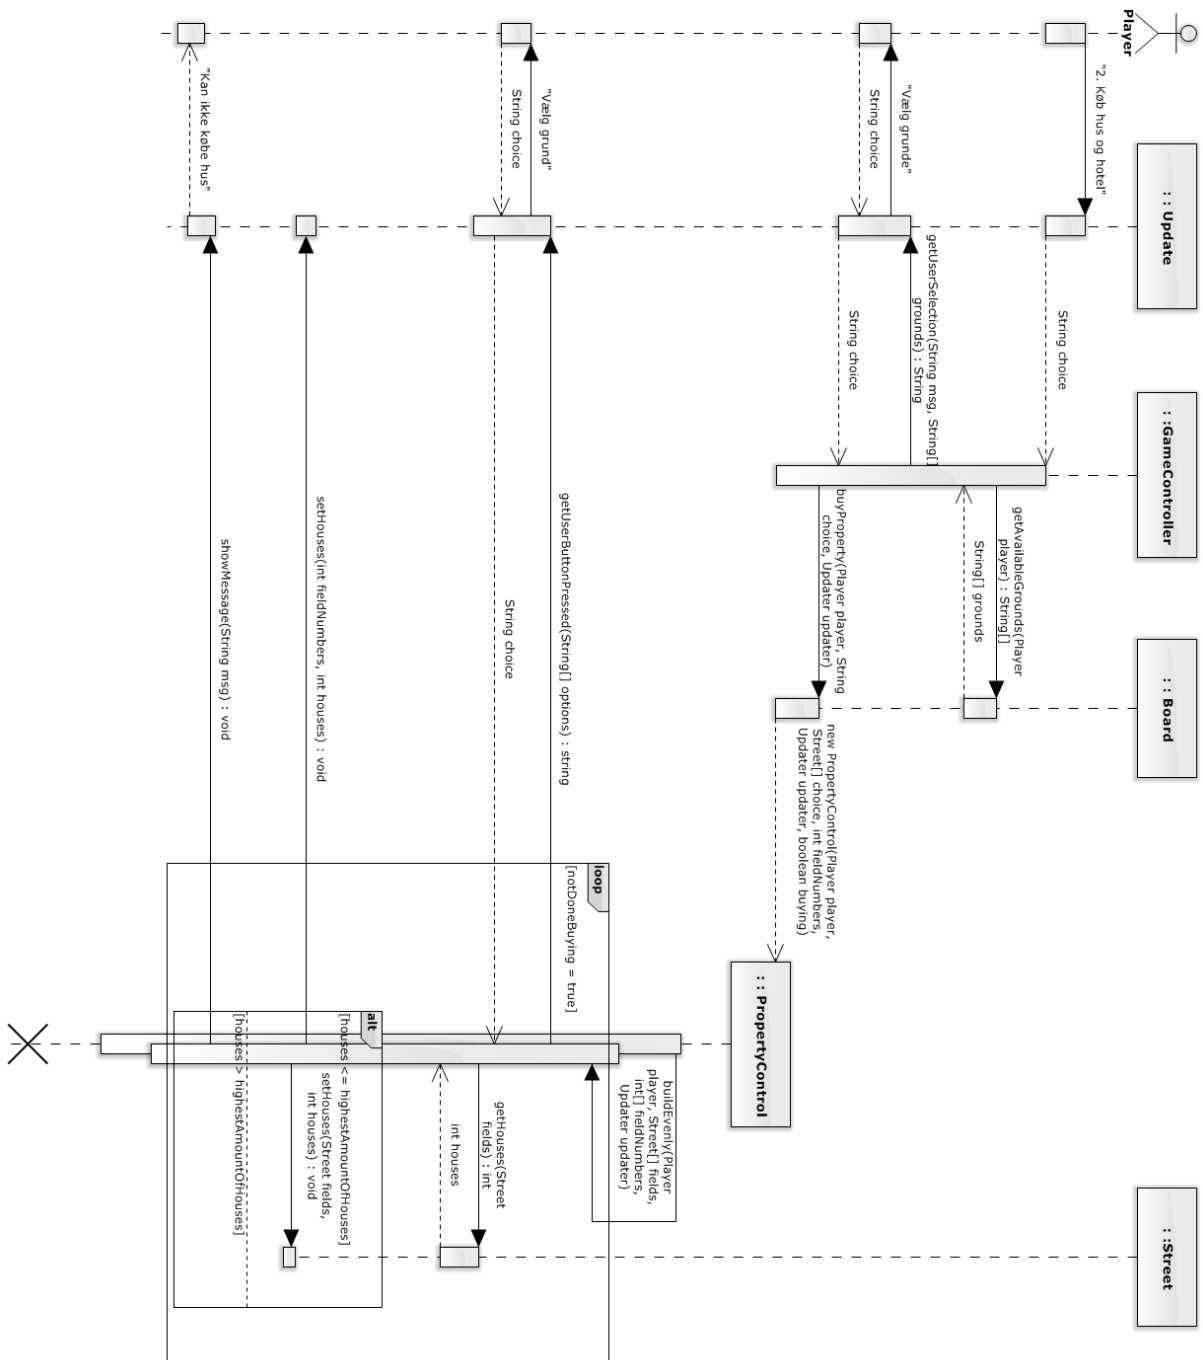 Player
: : Update
: :GameController
: : Board
: :Street
"2. Køb hus og hotel"
String choice
getAvailableGrounds(Player
player) : String[]
String[] grounds
getUserSelection(String msg, String[]
grounds) : String
"Vælg grunde"
String choice
String choice
buyProperty(Player player, String
choice, Updater updater)
new PropertyControl(Player player,
Street[] choice, int fieldNumbers,
Updater updater, boolean buying)
: : PropertyControl
buildEvenly(Player
player, Street[] fields,
int[] fieldNumbers,
Updater updater)
loop
[notDoneBuying = true]
getUserButtonPressed(String[] options) : string
"Vælg grund"
String choice
String choice
getHouses(Street
fields) : int
int houses
alt
[houses <= highestAmountOfHouses]
setHouses(Street fields,
int houses) : void
setHouses(int fieldNumbers, int houses) : void
[houses > highestAmountOfHouses]
showMessage(String msg) : void
"Kan ikke købe hus"